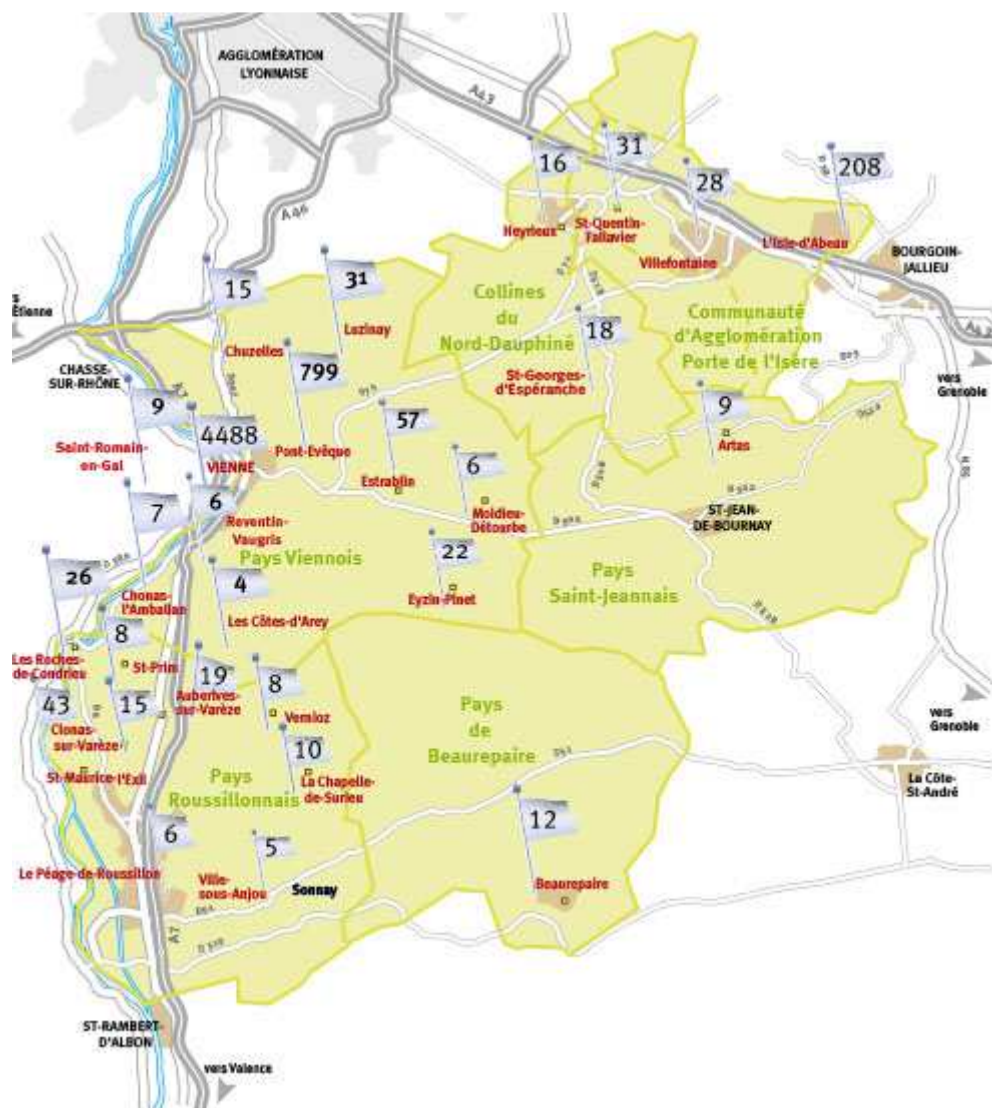 AGGLOMÉRATION
LYONNAISE
A43
A46
16
31
28
208
Heyrieux
St-Quentin-
Fallavier
Villefontaine
L'Isle-d'Abeau
BOURGOIN-
JALLIEU
Étienne
15
31
Luzinay
Collines
du
Nord-Dauphiné
Communauté
d'Agglomération
Porte de l'Isère
vers
Grenoble
CHASSE-
SUR-RHÔNE
A7
Chuzelles
799
18
St-Georges-
d'Espéranche
9
Artas
9
Saint-Romain-
en-Gal
4488
VIENNE
Pont-Evêque
57
Estrablin
6
Moidieu-
Détourbe
ST-JEAN-
DE-BOURNAY
7
6
Reventin-
Vaugris
Pays Viennois
22
Eyzin-Pinet
Pays
Saint-Jeannais
26
Chonas-
l'Amballan
4
Les Côtes-d'Arey
Les Roches-
de-Condrieu
8
St-Prim
19
Auberives-
sur-Varèze
8
Vernioz
43
15
Clonas-
sur-Varèze
10
La Chapelle-
de-Surieu
St-Maurice-l'Exil
Pays
Roussillonnais
Pays
de
Beaurepaire
vers
Grenoble
La Côte-
St-André
6
Le Péage-de-Roussillon
5
Ville-
sous-Anjou
Sonnay
12
Beaurepaire
A7
ST-RAMBERT-
D'ALBON
vers Valence